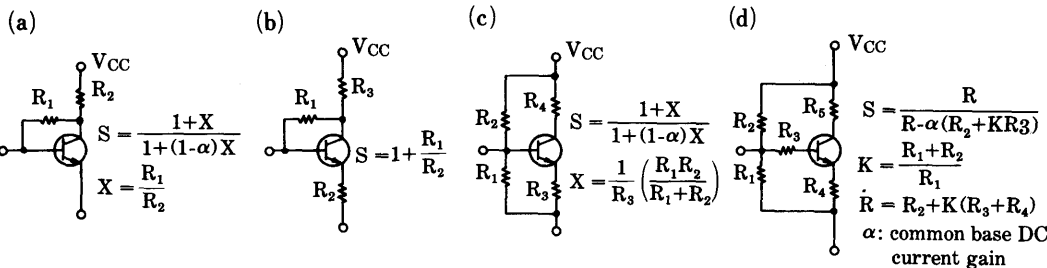 (a)
VCC
R1
R2
S = 1+X / 1+(1-α)X
X = R1 / R2
(b)
VCC
R3
R1
S = 1+ R1 / R2
R2
(c)
VCC
R2
R4
R1
R3
S = 1+X / 1+(1-α)X
X = 1 / R3 ( R1R2 / R1+R2 )
(d)
VCC
R2
R5
R3
R1
R4
S = R / R-α(R2+KR3)
K = R1+R2 / R1
R = R2+K(R3+R4)
α: common base DC
current gain